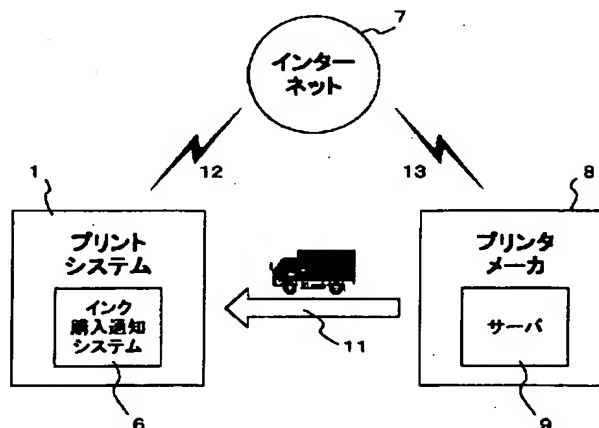 7
インター
ネット
12
13
1
8
プリント
システム
プリンタ
メーカ
インク
購入通知
システム
サーバ
11
6
9